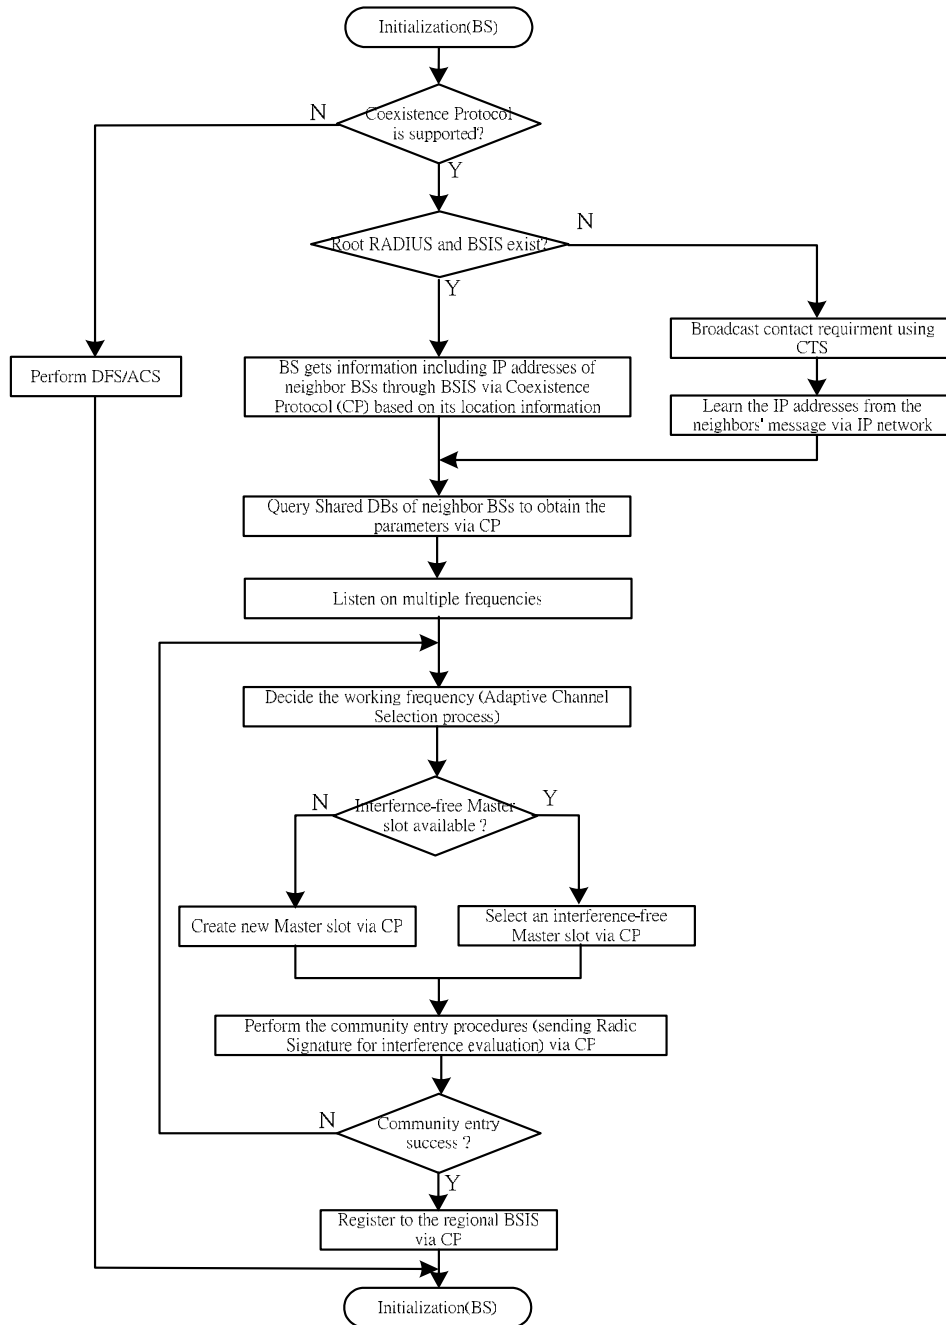 Initialization(BS)
Coexistence Protocol
is supported?
N
Y
Root RADIUS and BSIS exist?
N
Y
Broadcast contact requirment using
CTS
BS gets information including IP addresses of
neighbor BSs through BSIS via Coexistence
Protocol (CP) based on its location information
Perform DFS/ACS
Learn the IP addresses from the
neighbors' message via IP network
Query Shared DBs of neighbor BSs to obtain the
parameters via CP
Listen on multiple frequencies
Decide the working frequency (Adaptive Channel
Selection process)
N
Interfernce-free Master
slot available ?
Y
Create new Master slot via CP
Select an interference-free
Master slot via CP
Perform the community entry procedures (sending Radic
Signature for interference evaluation) via CP
N
Community entry
success ?
Y
Register to the regional BSIS
via CP
Initialization(BS)